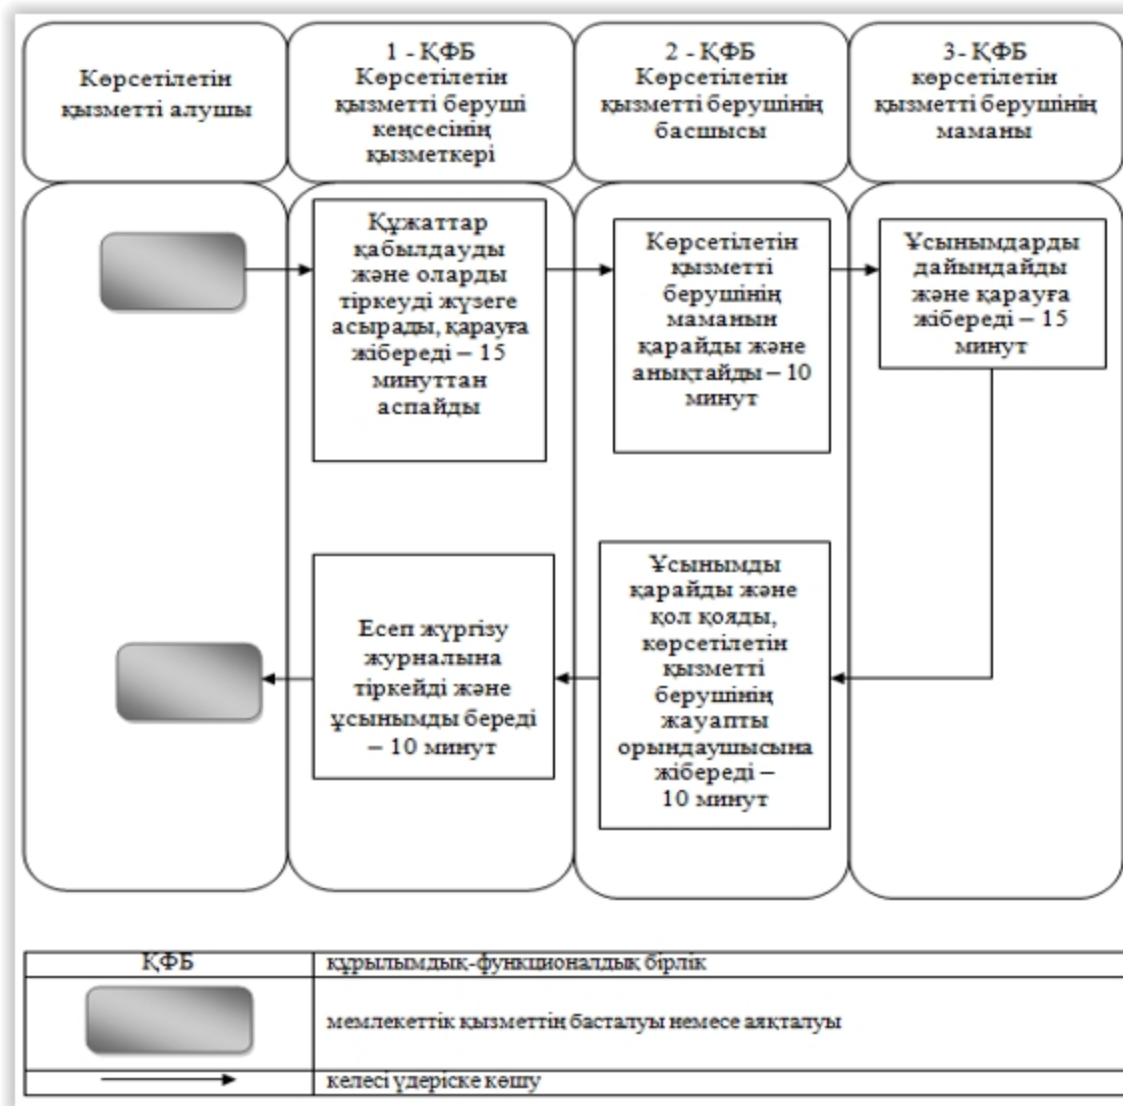 Көрсетілетін
қызметті алушы
1 - ҚФБ
Көрсетілетін
қызметті беруші
кеңсесінің
қызметкері
2 - ҚФБ
Көрсетілетін
қызметті берушінің
басшысы
3- ҚФБ
көрсетілетін
қызметті берушінің
маманы
Құжаттар
қабылдауды
және оларды
тіркеуді жүзеге
асырады, қарауға
жібереді – 15
минуттан
аспайды
Көрсетілетін
қызметті
берушінің
маманын
қарайды және
анықтайды – 10
минут
Ұсынымдарды
дайындайды
және қарауға
жібереді – 15
минут
Есеп жүргізу
журналына
тіркейді және
ұсынымды береді
– 10 минут
Ұсынымды
қарайды және
қол қояды,
көрсетілетін
қызметті
берушінің
жауапты
орындаушысына
жібереді –
10 минут
ҚФБ
құрылымдық-функционалдық бірлік
мемлекеттік қызметтің басталуы немесе аяқталуы
келесі үдеріске көшу